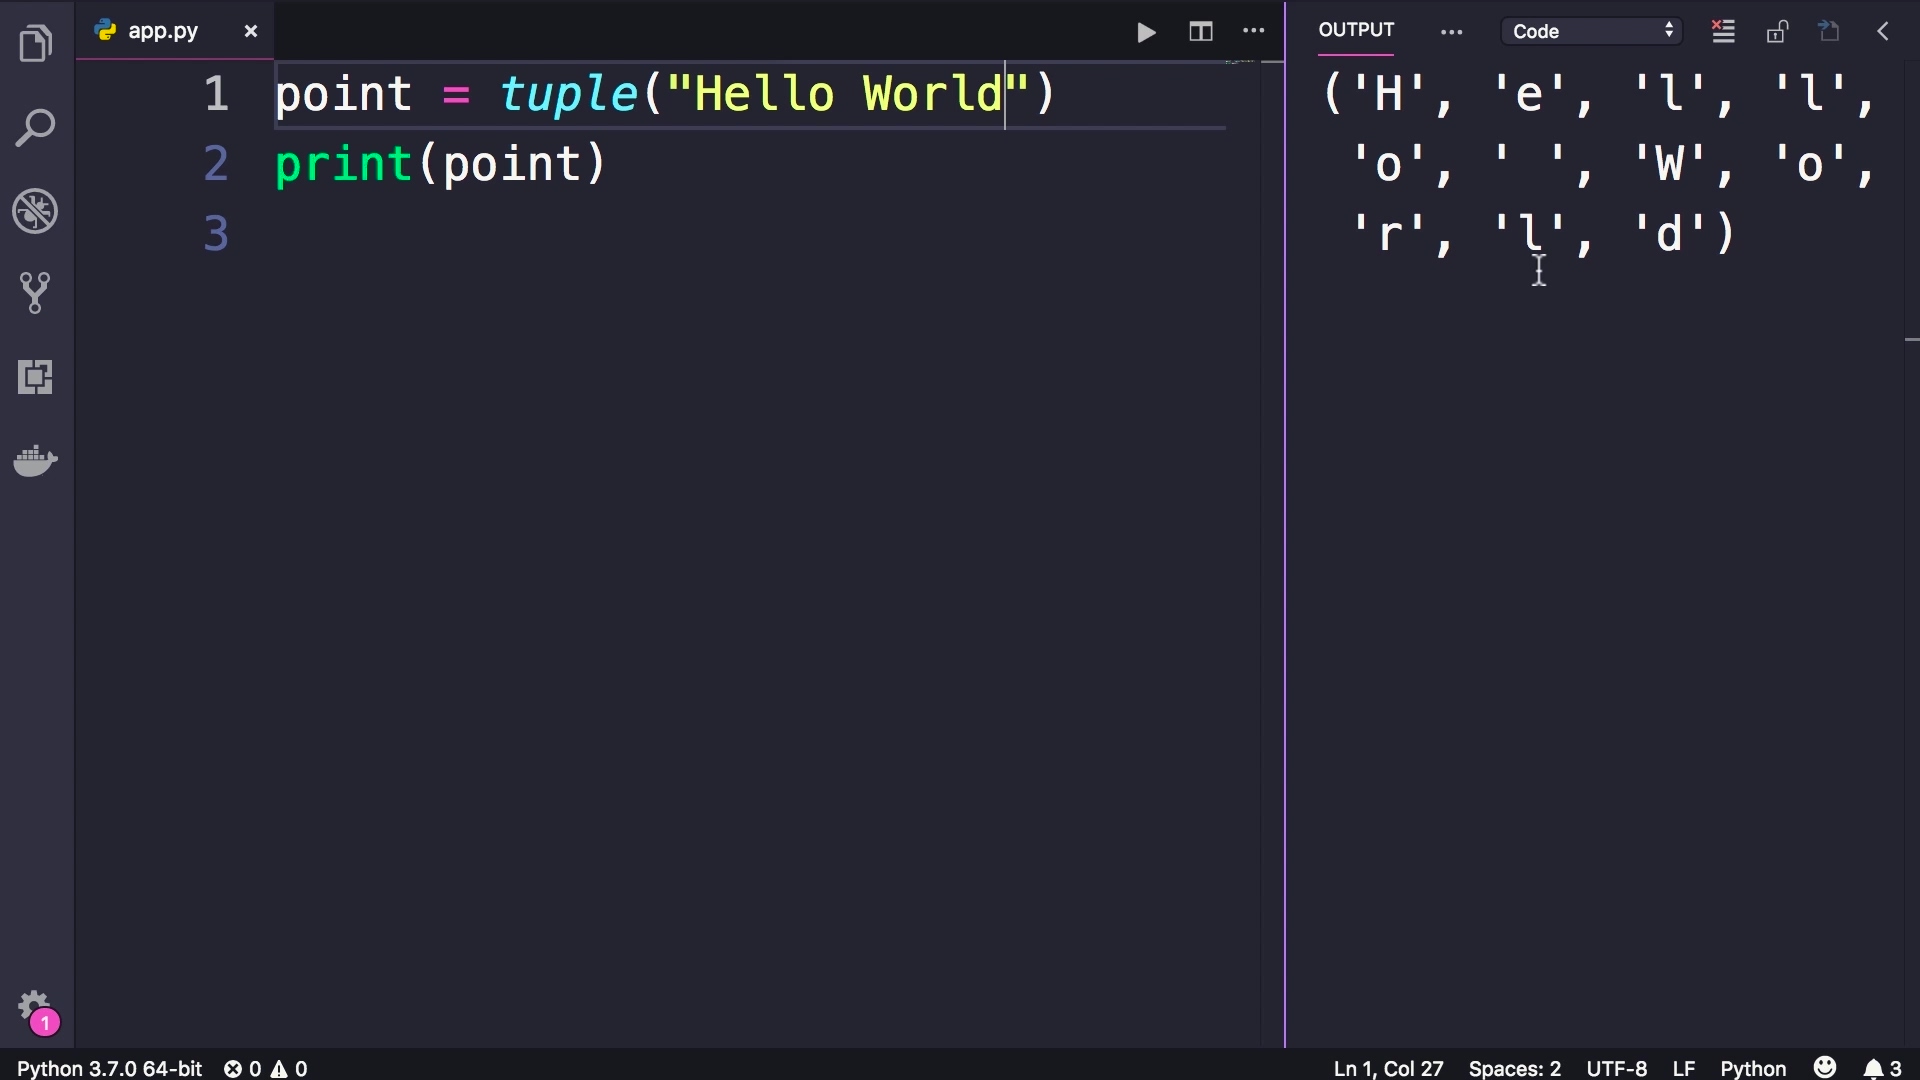 app.py
OUTPUT
Code
1 point = tuple("Hello World")
2 print(point)
3
('H', 'e', 'l', 'l',
'o', ' ', 'W', 'o',
'r', 'l', 'd')
1
Python 3.7.0 64-bit 0 0
Ln 1, Col 27 Spaces: 2 UTF-8 LF Python 3